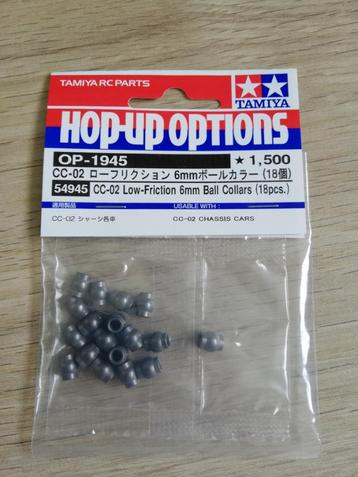 TAMIYA RC PARTS
TAMIYA
HOP-UP OPTIONS
OP-1945
★1,500
CC-02 ローフリクション 6mmボールカラー (18個)
54945 CC-02 Low-Friction 6mm Ball Collars (18pcs.)
適用製品
USABLE WITH:
CC-02 シャーシ各車
CC-02 CHASSIS CARS